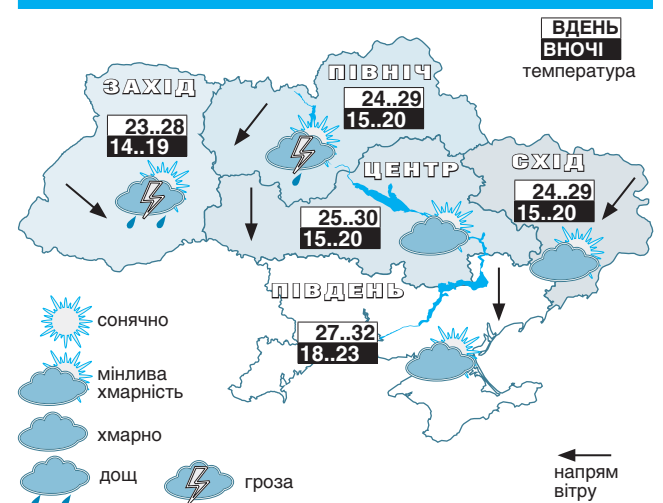 ВДЕНЬ
ВНОЧІ
температура
ПІВНІЧ
24..29
15..20
ЗАХІД
23..28
14..19
ЦЕНТР
25..30
15..20
СХІД
24..29
15..20
ПІВДЕНЬ
27..32
18..23
сонячно
мінлива
хмарність
хмарно
дощ
гроза
напрям
вітру